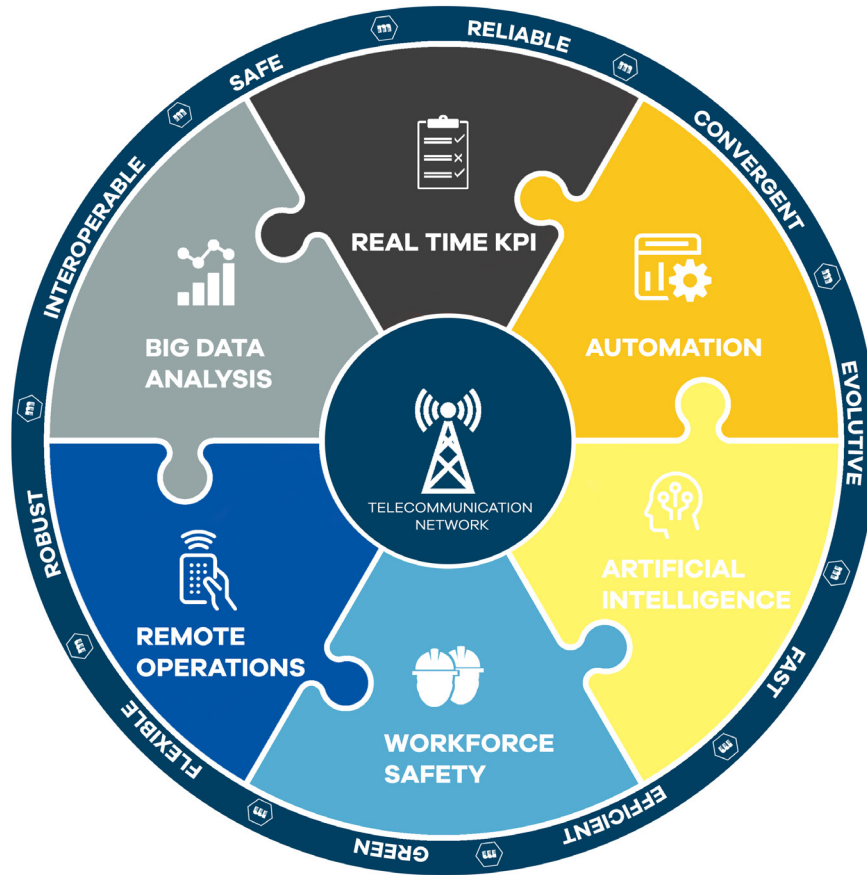 SAFE
RELIABLE
CONVERGENT
EVOLUTIVE
FAST
EFFICIENT
GREEN
FLEXIBLE
ROBUST
INTEROPERABLE
REAL TIME KPI
AUTOMATION
ARTIFICIAL
INTELLIGENCE
WORKFORCE
SAFETY
REMOTE
OPERATIONS
BIG DATA
ANALYSIS
TELECOMMUNICATION
NETWORK